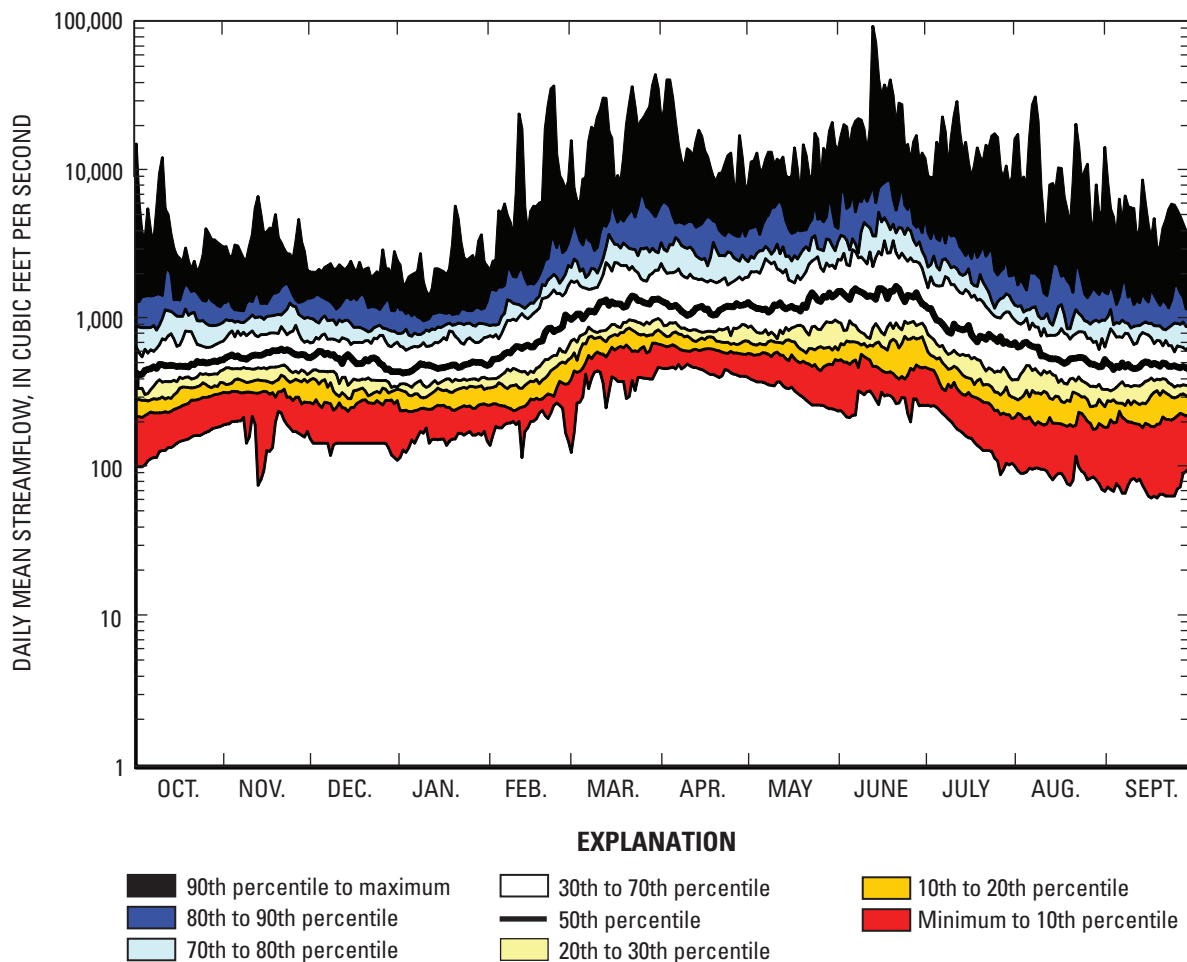 DAILY MEAN STREAMFLOW, IN CUBIC FEET PER SECOND
100,000
10,000
1,000
100
10
1
OCT. NOV. DEC. JAN. FEB. MAR. APR. MAY JUNE JULY AUG. SEPT.
EXPLANATION
90th percentile to maximum
80th to 90th percentile
70th to 80th percentile
30th to 70th percentile
50th percentile
20th to 30th percentile
10th to 20th percentile
Minimum to 10th percentile